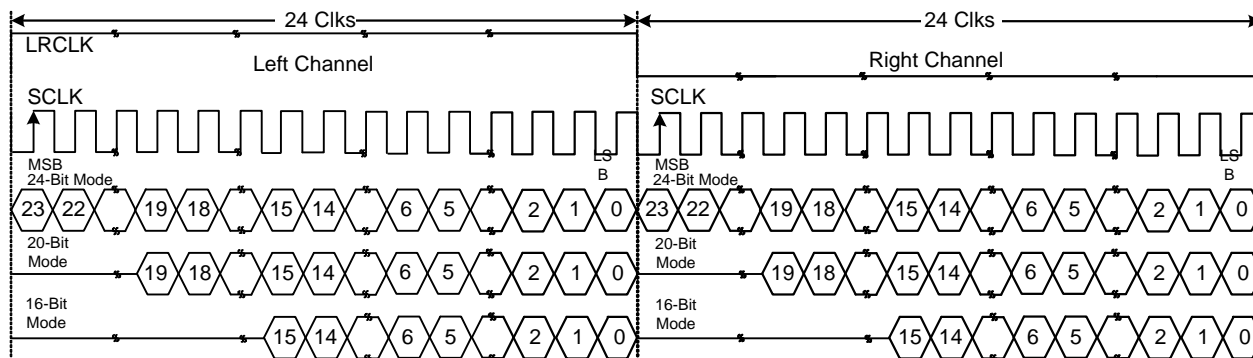 24 Clks 24 Clks
LRCLK
Left Channel Right Channel
SCLK SCLK
MSB LS B MSB LS B
24-Bit Mode 24-Bit Mode
23 22 19 18 15 14 6 5 2 1 0 23 22 19 18 15 14 6 5 2 1 0
20-Bit 20-Bit
Mode Mode
19 18 15 14 6 5 2 1 0 19 18 15 14 6 5 2 1 0
16-Bit 16-Bit
Mode Mode
15 14 6 5 2 1 0 15 14 6 5 2 1 0